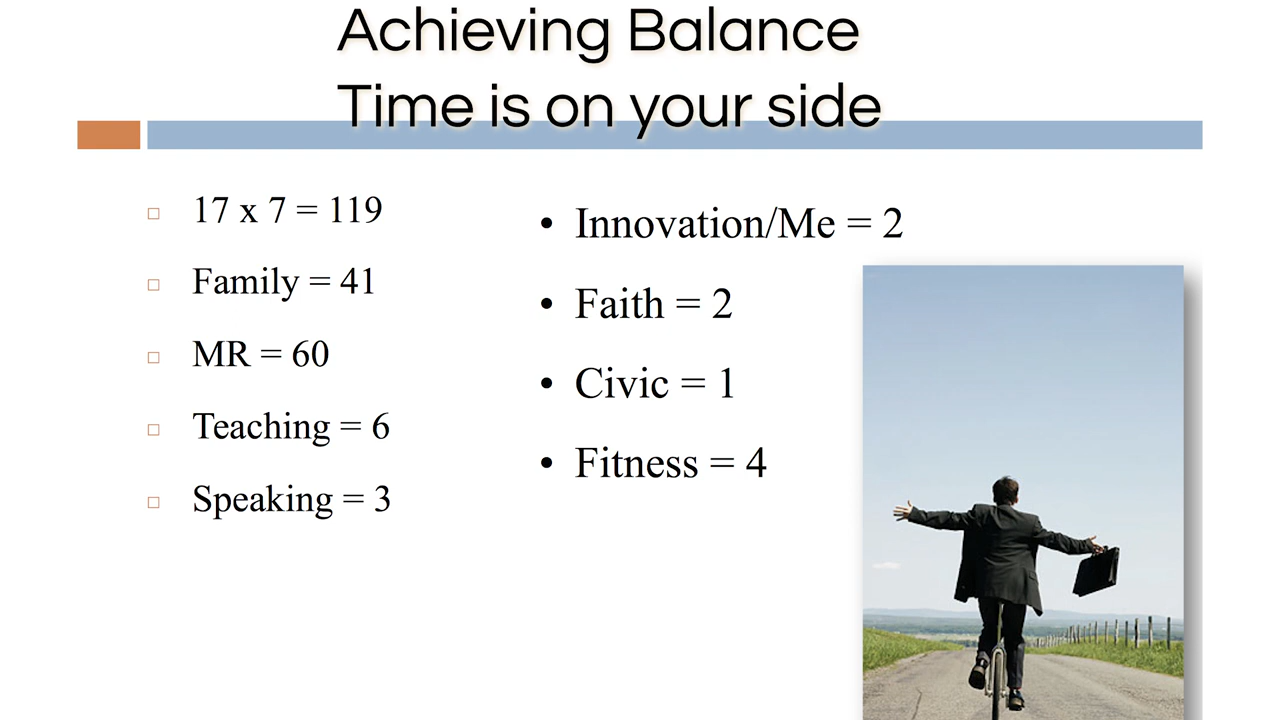 Achieving Balance
Time is on your side
17 x 7 = 119
Family = 41
MR = 60
Teaching = 6
Speaking = 3
• Innovation/Me = 2
• Faith = 2
• Civic = 1
• Fitness = 4